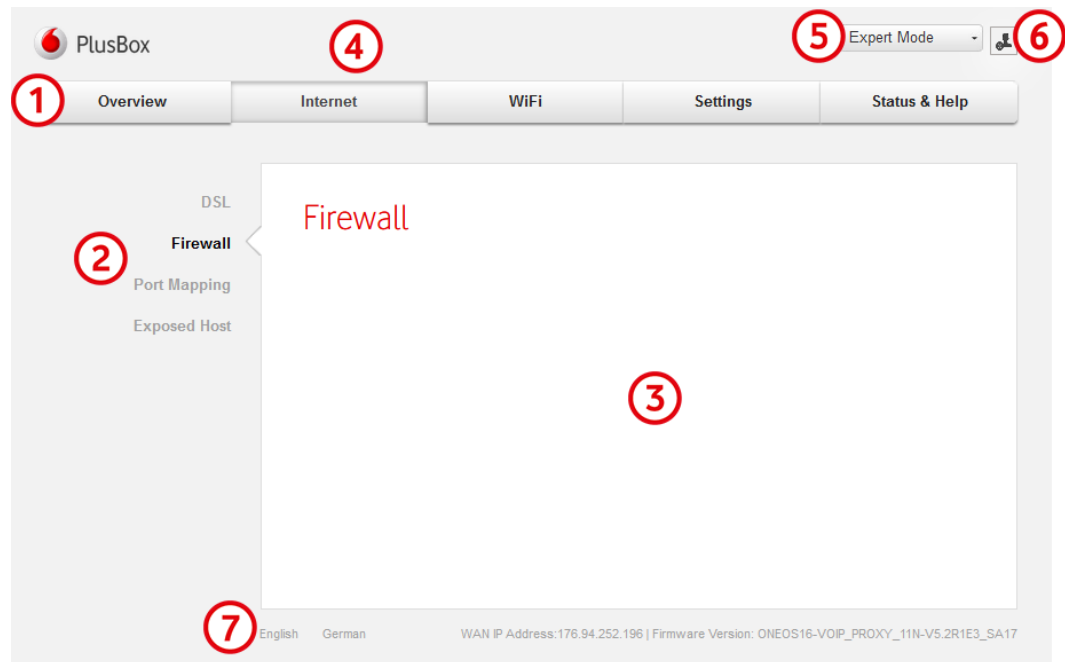 PlusBox
4
5 Expert Mode 6
1 Overview Internet WiFi Settings Status & Help
DSL
Firewall
Firewall
2
Port Mapping
Exposed Host
3
7 English German WAN IP Address:176.94.252.196 | Firmware Version: ONEOS16-VOIP_PROXY_11N-V5.2R1E3_SA17